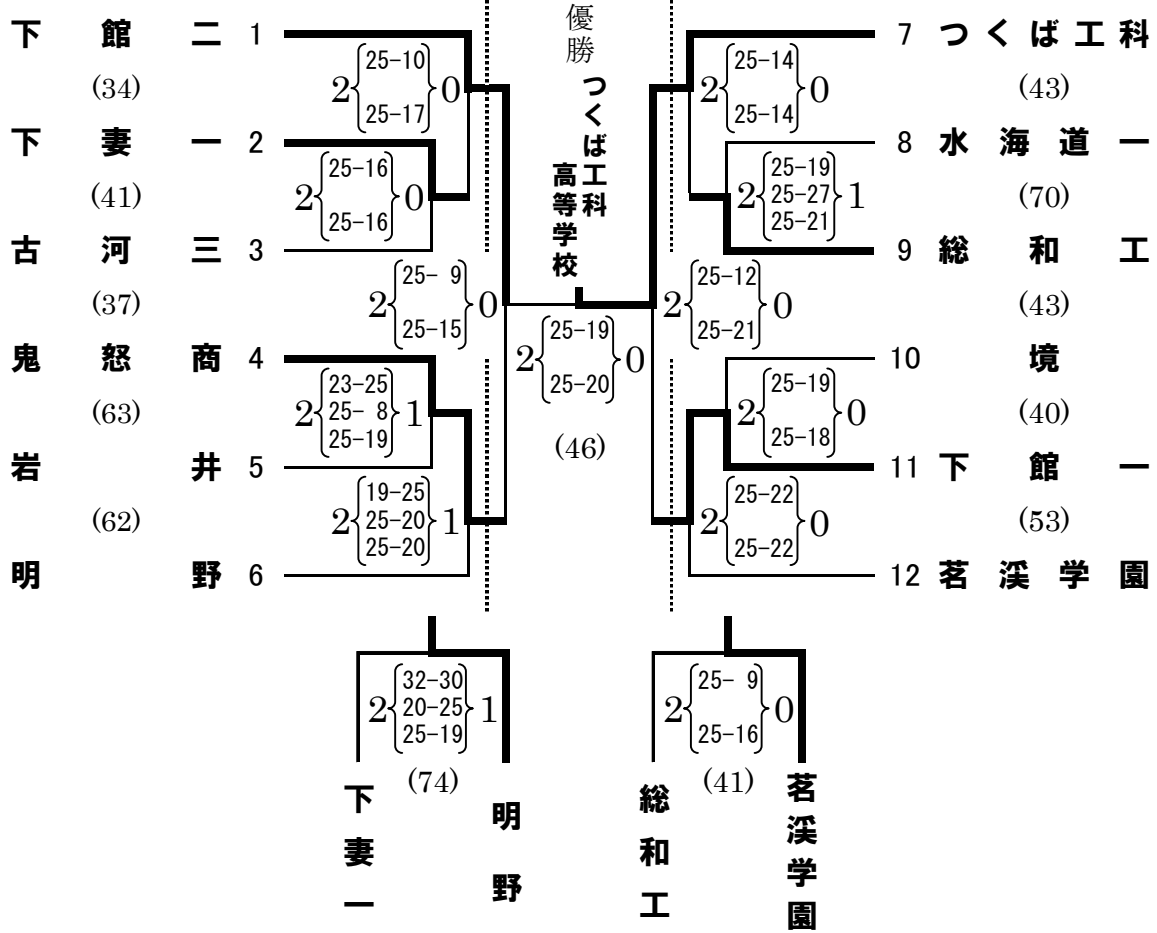 優勝
つくば工科
高等学校
下館二 1
(34)
下妻一 2
(41)
古河三 3
(37)
鬼怒商 4
(63)
岩井 5
(62)
明野 6
2 25-10 0
25-17
2 25-16 0
25-16
2 25- 9 0
25-15
2 23-25 1
25- 8
25-19
2 19-25 1
25-20
25-20
2 25-19 0
25-20
(46)
7 つくば工科
(43)
8 水海道一
(70)
9 総和工
(43)
10 境
(40)
11 下館一
(53)
12 茗渓学園
2 25-14 0
25-14
2 25-19 1
25-27
25-21
2 25-12 0
25-21
2 25-19 0
25-18
2 25-22 0
25-22
2 32-30 1
20-25
25-19
(74)
下妻一
明野
2 25- 9 0
25-16
(41)
総和工
茗渓学園